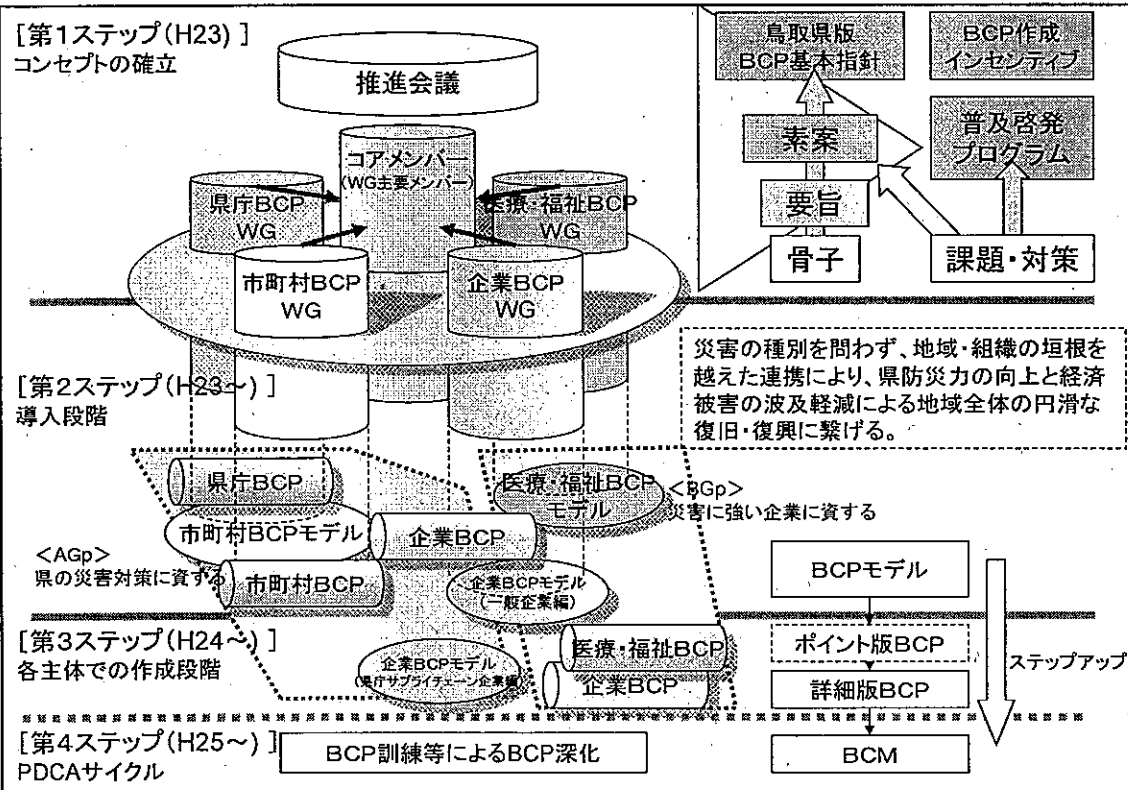 [第1ステップ(H23) ]
コンセプトの確立
推進会議
コアメンバー
(WG主要メンバー)
県庁BCP
WG
医療・福祉BCP
WG
市町村BCP
WG
企業BCP
WG
鳥取県版
BCP基本指針
BCP作成
インセンティブ
素案
普及啓発
プログラム
要旨
骨子
課題・対策
災害の種別を問わず、地域・組織の垣根を
越えた連携により、県防災力の向上と経済
被害の波及軽減による地域全体の円滑な
復旧・復興に繋げる。
[第2ステップ(H23~) ]
導入段階
県庁BCP
市町村BCPモデル
企業BCP
<AGp>
県の災害対策に資する
市町村BCP
医療・福祉BCP
モデル
<BGp>
災害に強い企業に資する
企業BCPモデル
(一般企業編)
[第3ステップ(H24~) ]
各主体での作成段階
企業BCPモデル
(県庁サプライチェーン企業編)
医療・福祉BCP
企業BCP
BCPモデル
ポイント版BCP
詳細版BCP
BCM
ステップアップ
[第4ステップ(H25~) ]
PDCAサイクル
BCP訓練等によるBCP深化